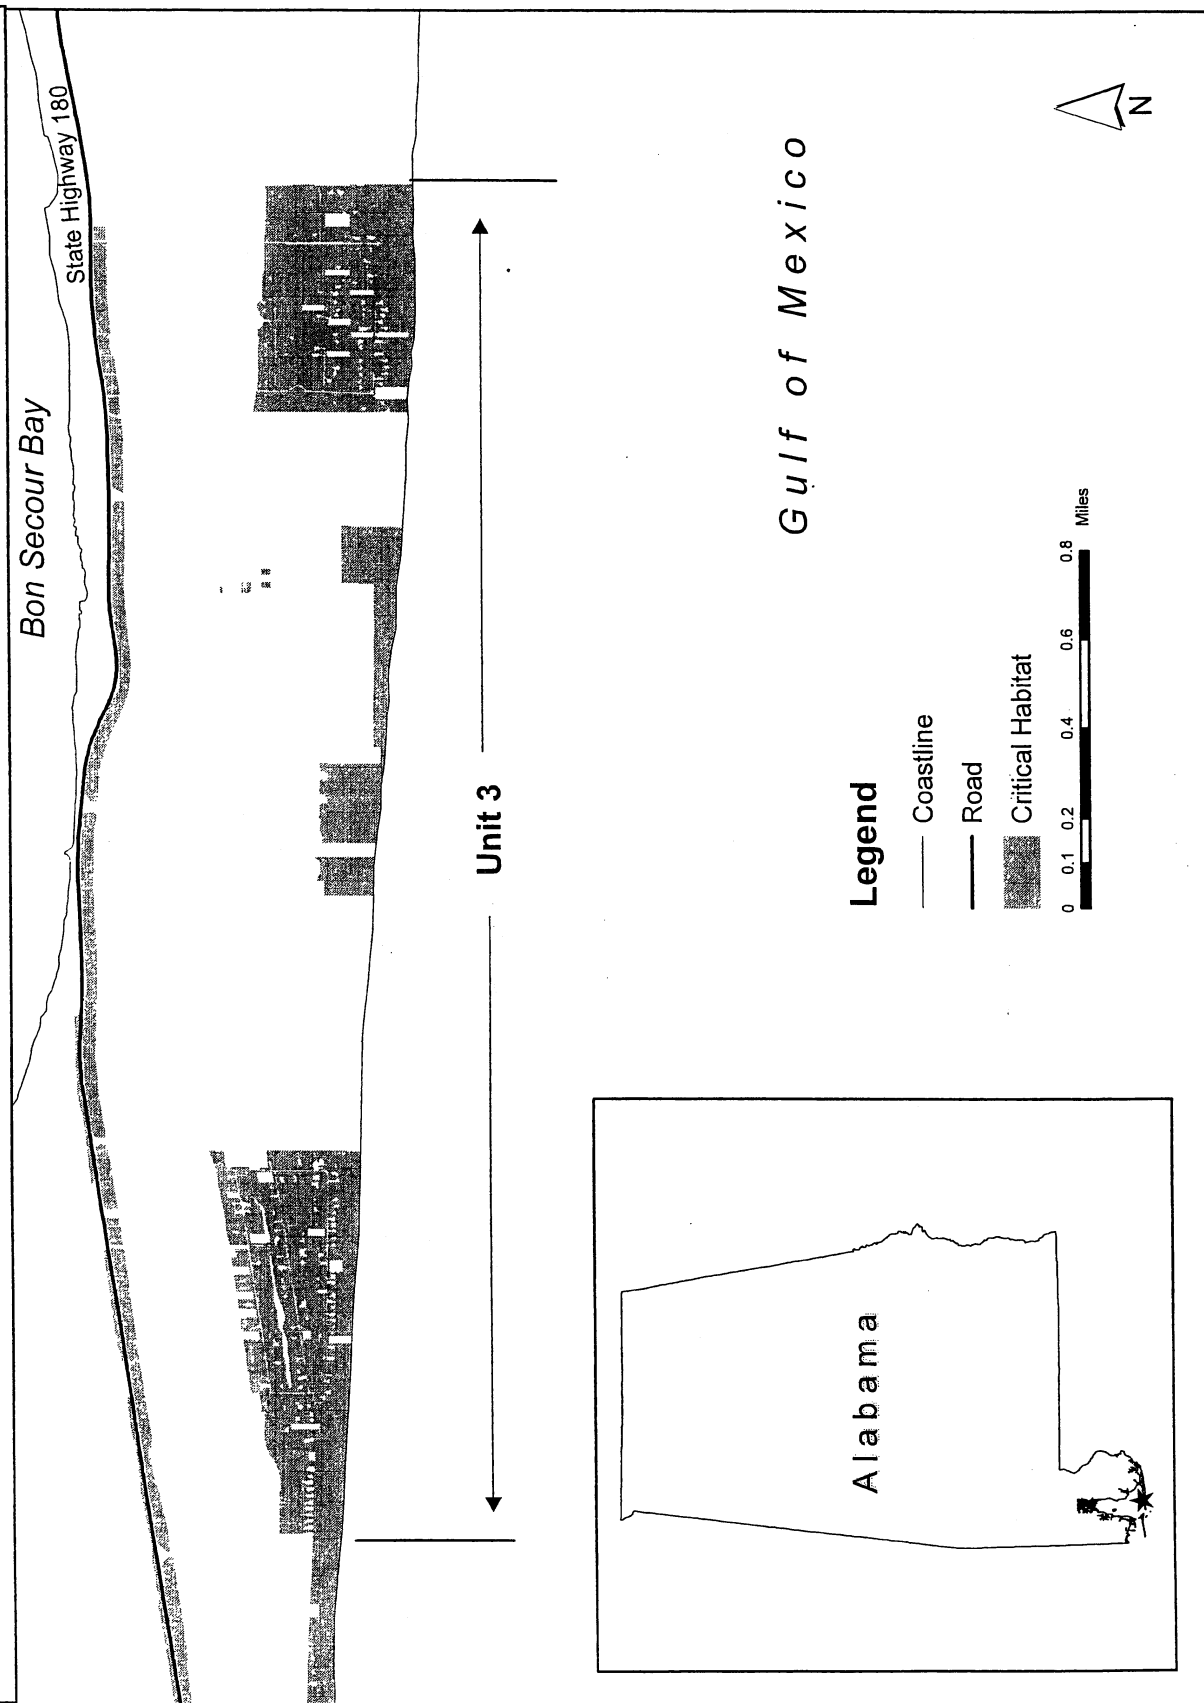 Bon Secour Bay
State Highway 180
Unit 3
Gulf of Mexico
N
Legend
Coastline
Road
Critical Habitat
0 0.1 0.2 0.4 0.6 0.8
Miles
Alabama